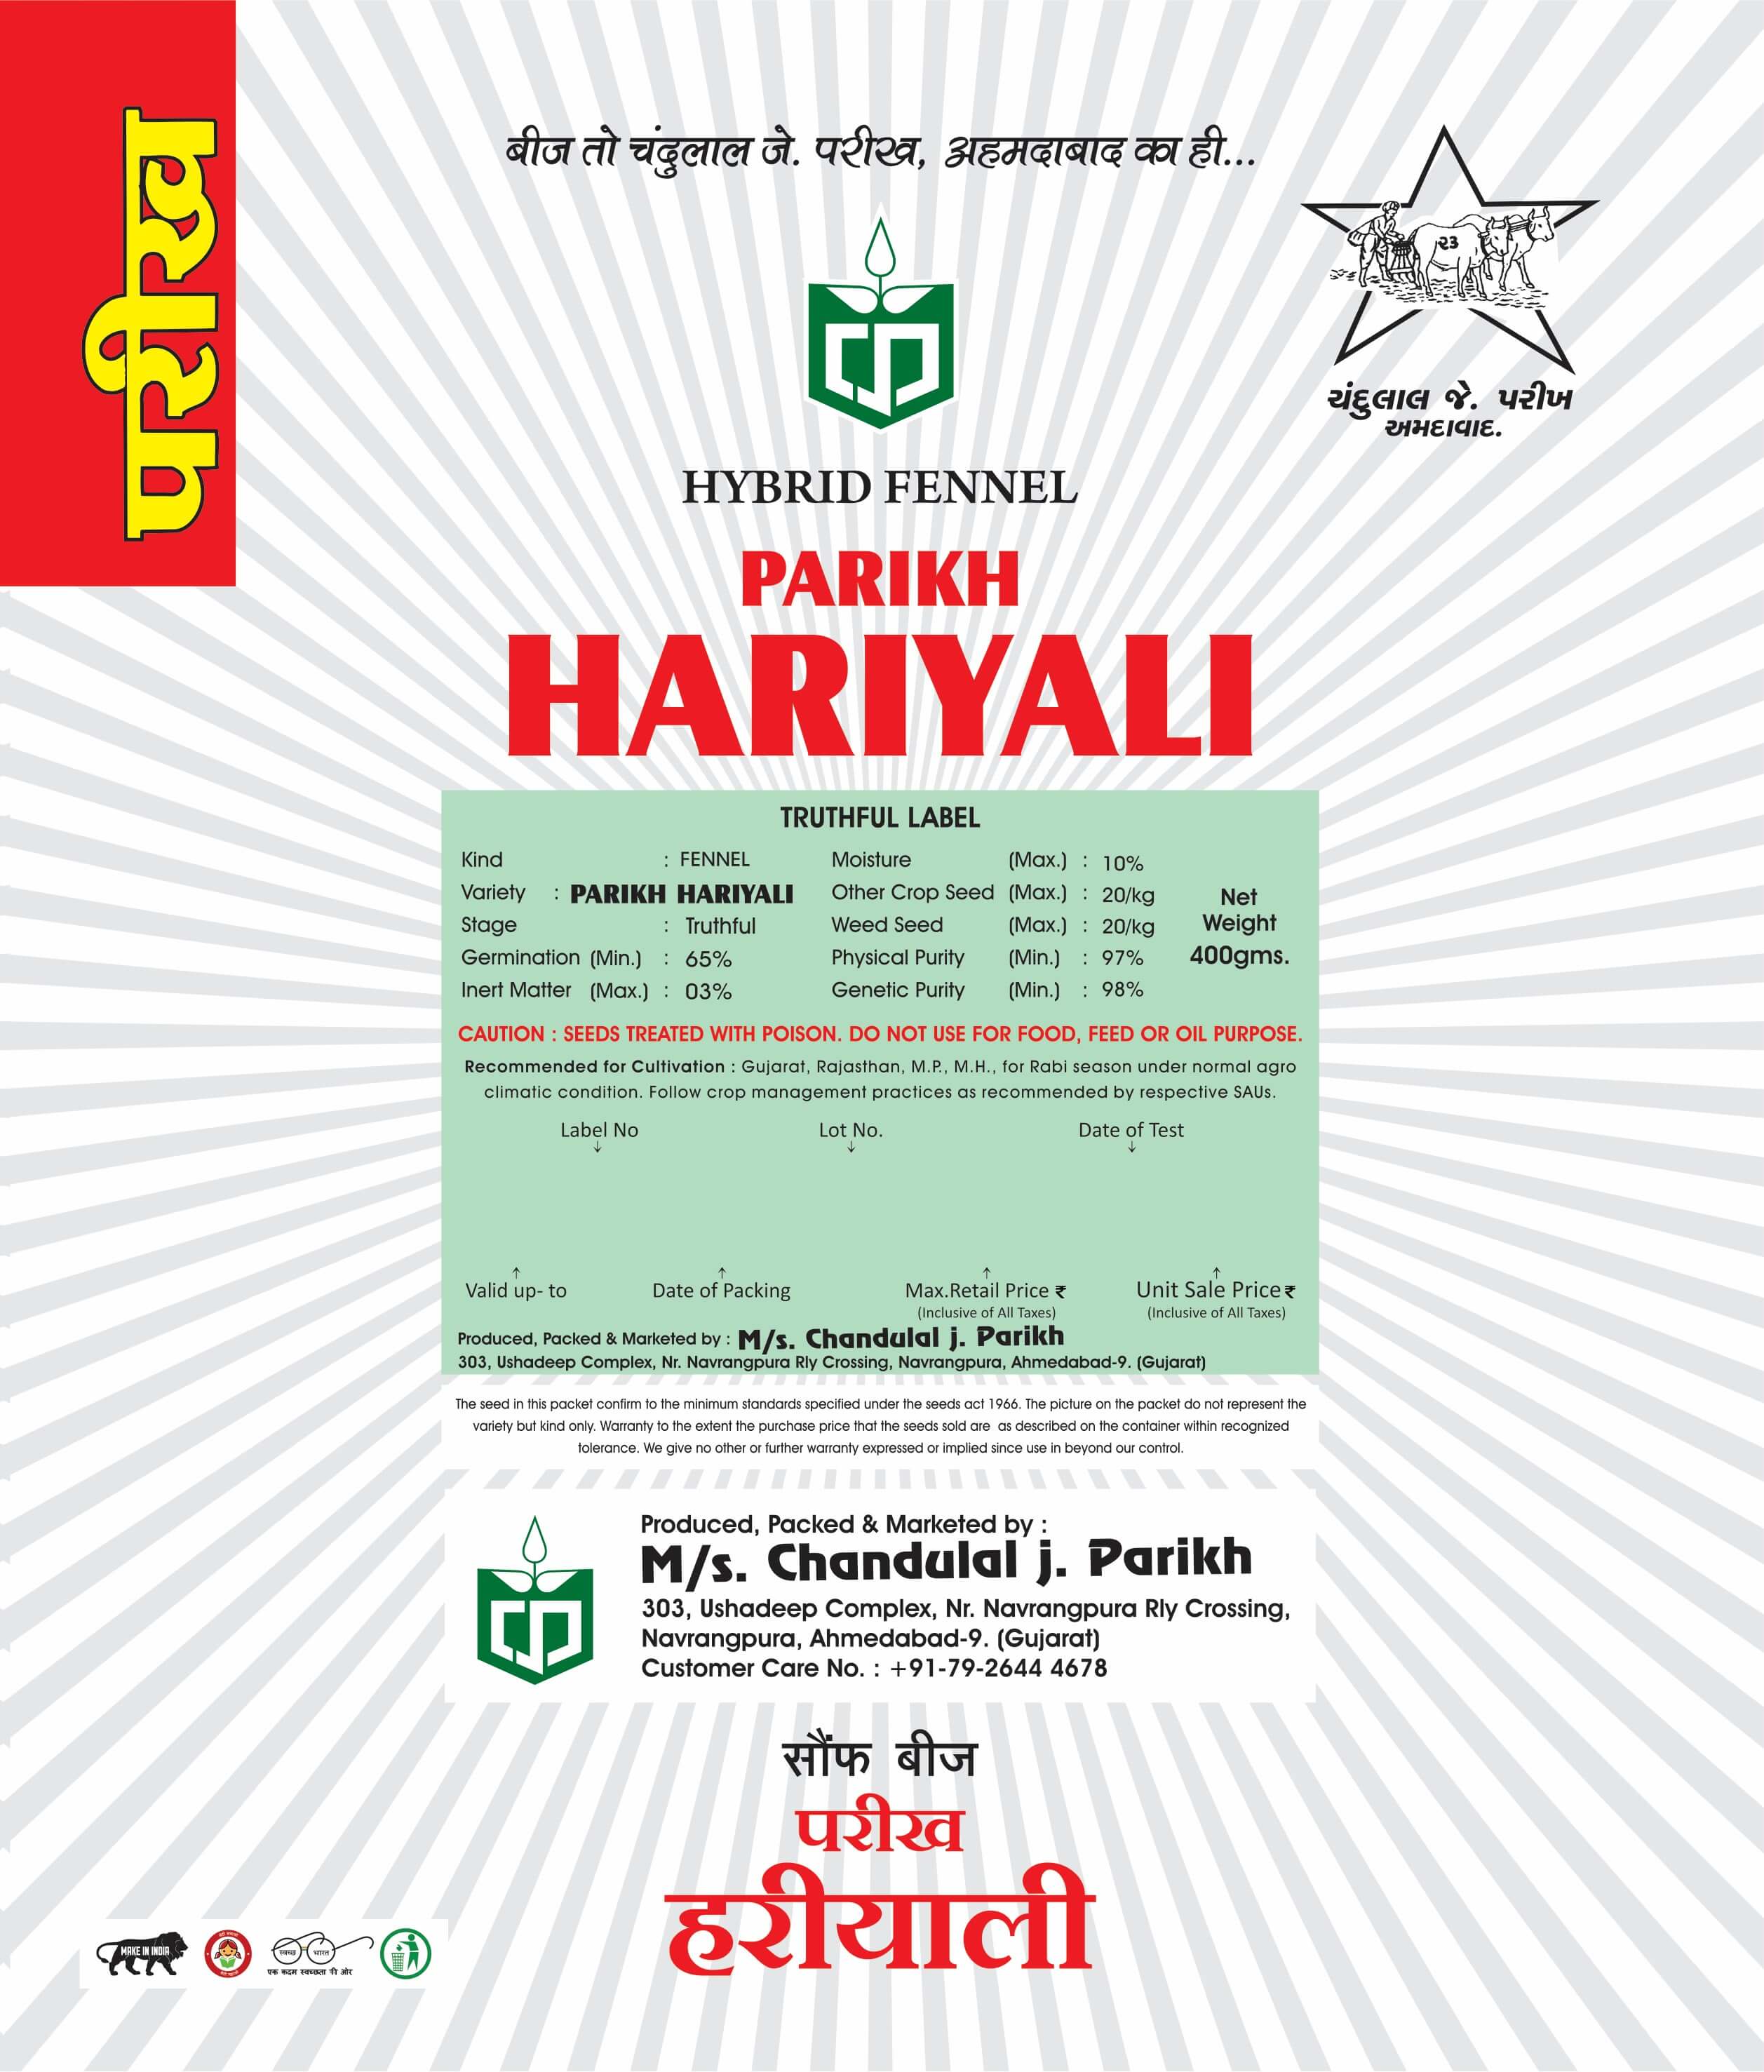 परीख
बीज तो चंदुलाल जे. परीख, अहमदाबाद का ही...
૨૩
ચંદુલાલ જે. પરીખ
અમદાવાદ.
HYBRID FENNEL
PARIKH
HARIYALI
TRUTHFUL LABEL
Kind : FENNEL Moisture (Max.) : 10%
Variety : PARIKH HARIYALI Other Crop Seed (Max.) : 20/kg Net
Stage : Truthful Weed Seed (Max.) : 20/kg Weight
Germination (Min.) : 65% Physical Purity (Min.) : 97% 400gms.
Inert Matter (Max.) : 03% Genetic Purity (Min.) : 98%
CAUTION : SEEDS TREATED WITH POISON. DO NOT USE FOR FOOD, FEED OR OIL PURPOSE.
Recommended for Cultivation : Gujarat, Rajasthan, M.P., M.H., for Rabi season under normal agro
climatic condition. Follow crop management practices as recommended by respective SAUs.
Label No Lot No. Date of Test
Valid up- to Date of Packing Max.Retail Price ₹ Unit Sale Price ₹
(Inclusive of All Taxes) (Inclusive of All Taxes)
Produced, Packed & Marketed by : M/s. Chandulal j. Parikh
303, Ushadeep Complex, Nr. Navrangpura Rly Crossing, Navrangpura, Ahmedabad-9. (Gujarat)
The seed in this packet confirm to the minimum standards specified under the seeds act 1966. The picture on the packet do not represent the
variety but kind only. Warranty to the extent the purchase price that the seeds sold are as described on the container within recognized
tolerance. We give no other or further warranty expressed or implied since use in beyond our control.
Produced, Packed & Marketed by :
M/s. Chandulal j. Parikh
303, Ushadeep Complex, Nr. Navrangpura Rly Crossing,
Navrangpura, Ahmedabad-9. (Gujarat)
Customer Care No. : +91-79-2644 4678
सौंफ बीज
परीख
हरीयाली
MAKE IN INDIA
स्वच्छ भारत
एक कदम स्वच्छता की ओर